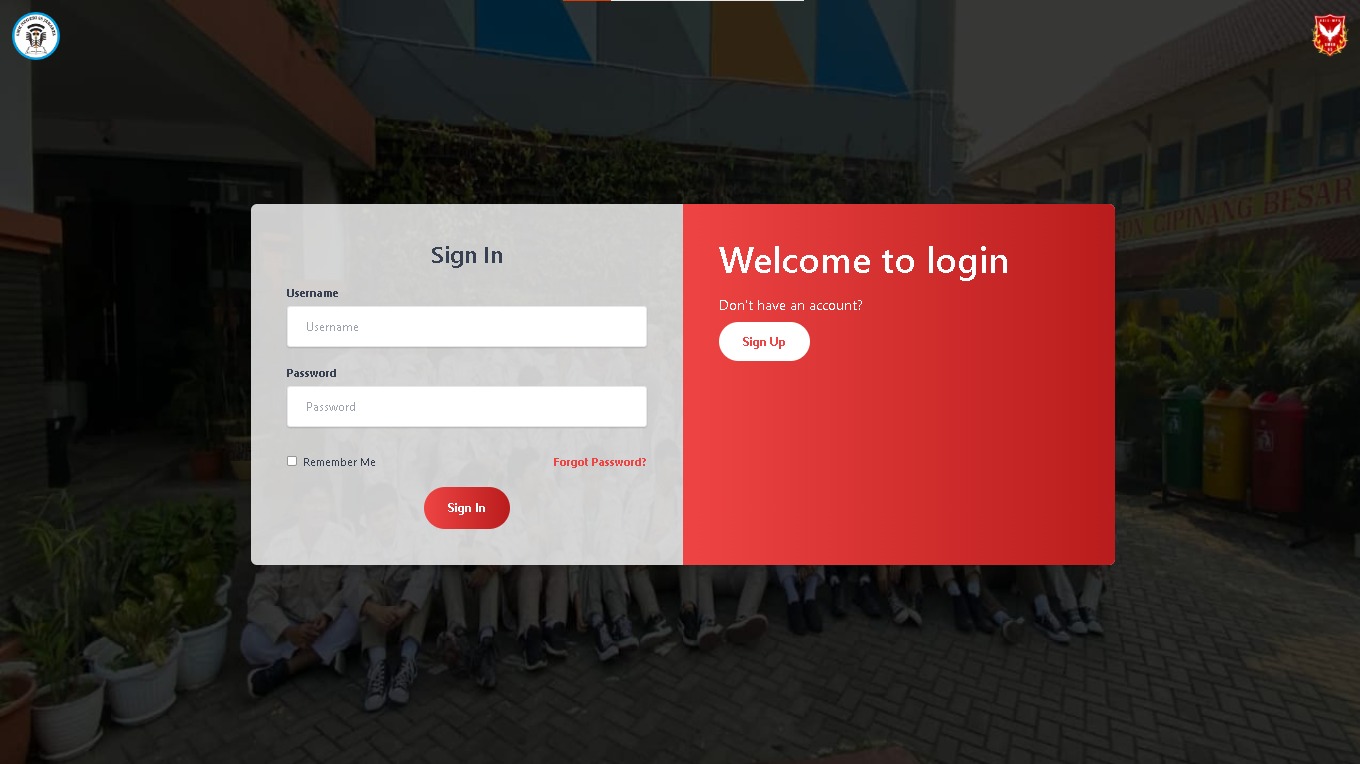 SDN CIPINANG BESAR
Sign In
Username
Username
Password
Password
Remember Me
Forgot Password?
Sign In
Welcome to login
Don't have an account?
Sign Up